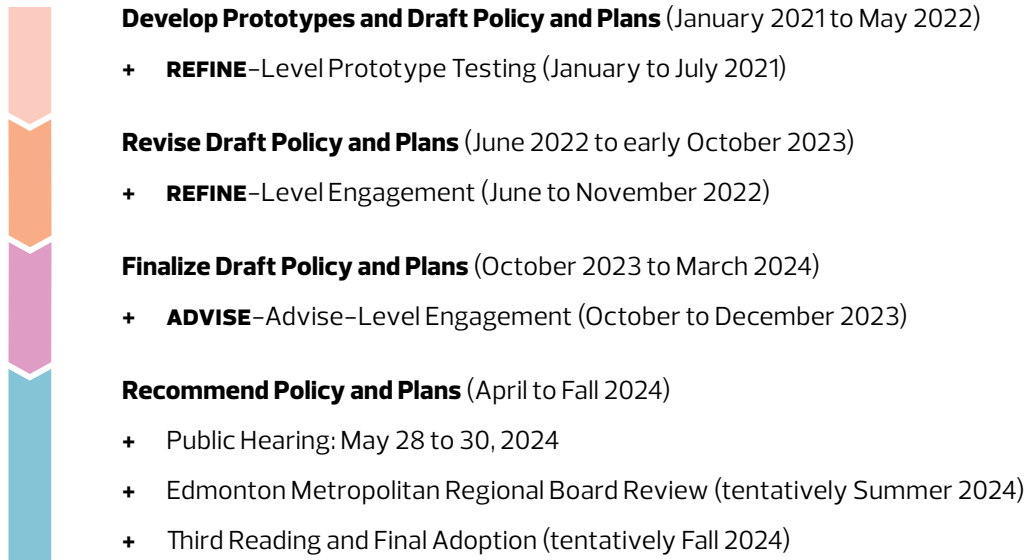 Develop Prototypes and Draft Policy and Plans (January 2021 to May 2022)
+ REFINE-Level Prototype Testing (January to July 2021)
Revise Draft Policy and Plans (June 2022 to early October 2023)
+ REFINE-Level Engagement (June to November 2022)
Finalize Draft Policy and Plans (October 2023 to March 2024)
+ ADVISE-Advise-Level Engagement (October to December 2023)
Recommend Policy and Plans (April to Fall 2024)
+ Public Hearing: May 28 to 30, 2024
+ Edmonton Metropolitan Regional Board Review (tentatively Summer 2024)
+ Third Reading and Final Adoption (tentatively Fall 2024)